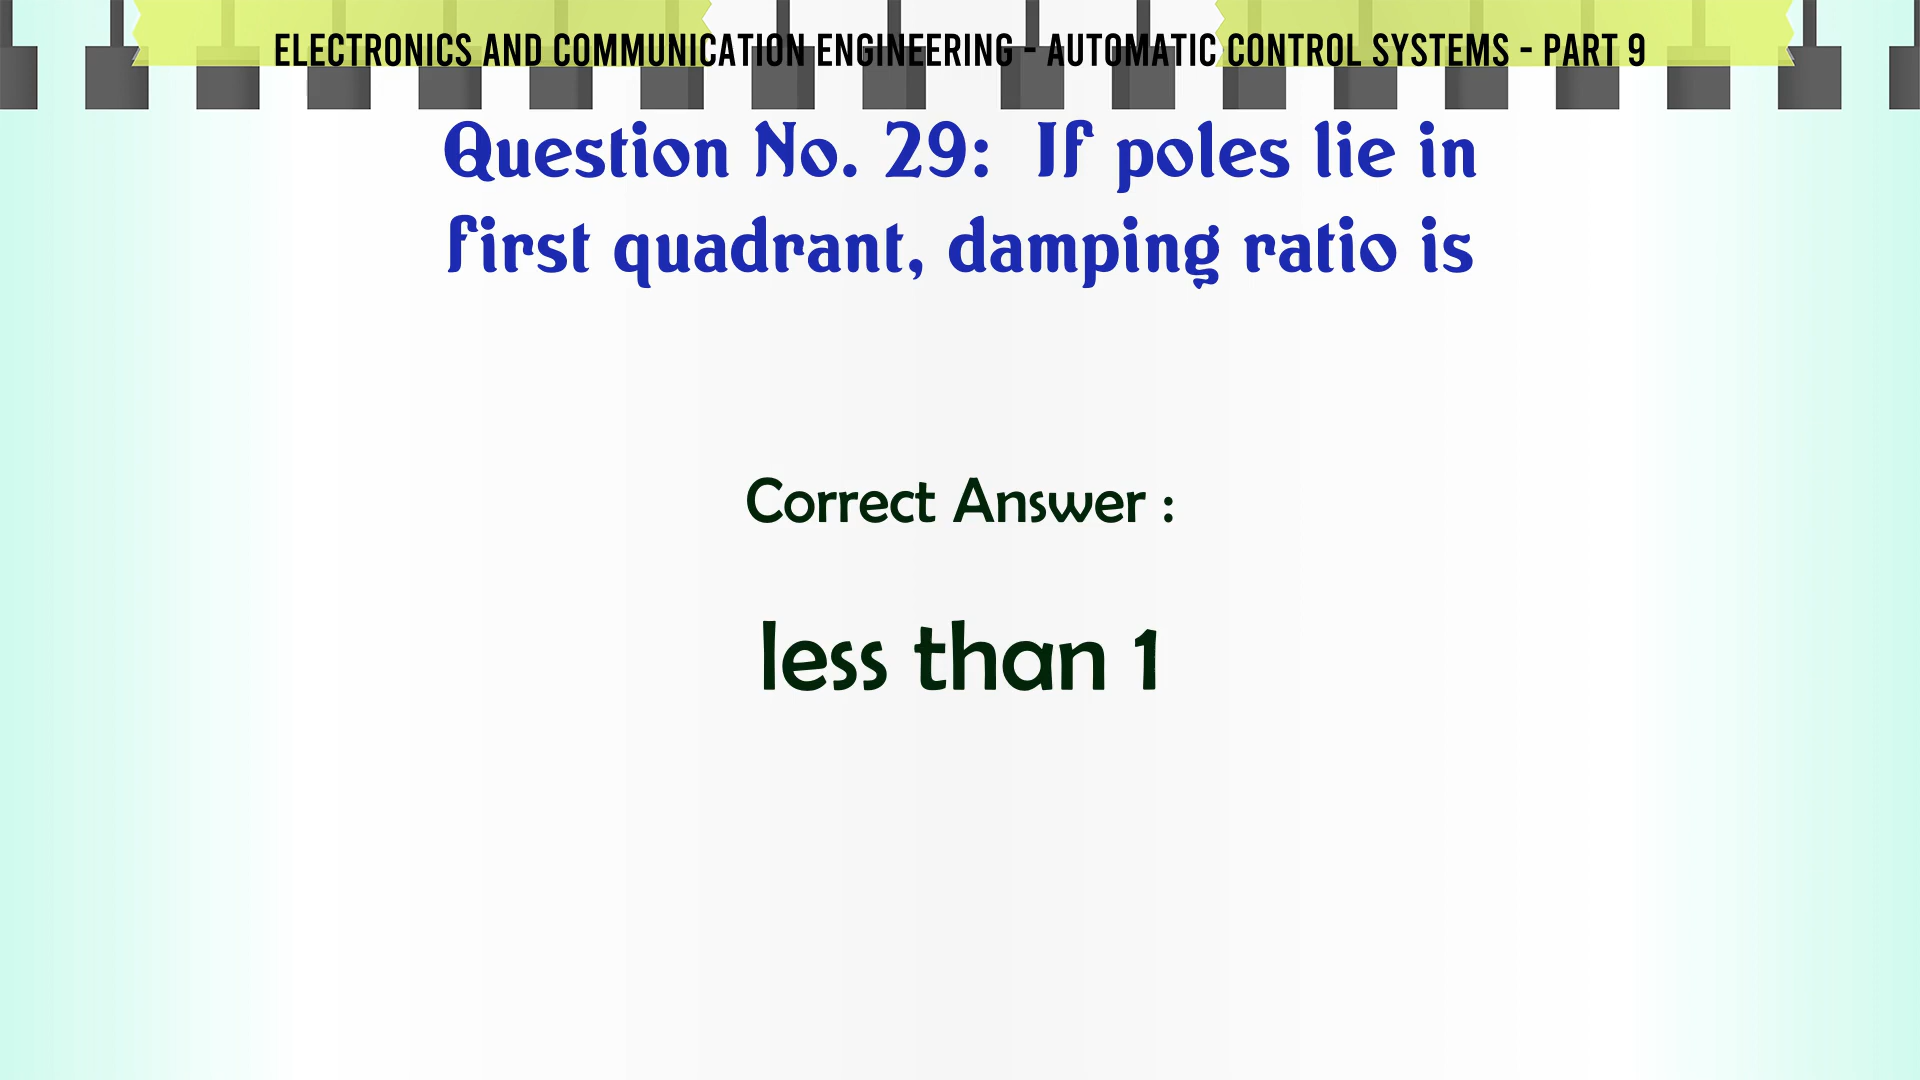 ELECTRONICS AND COMMUNICATION ENGINEERING - AUTOMATIC CONTROL SYSTEMS - PART 9
Question No. 29: If poles lie in
first quadrant, damping ratio is
Correct Answer :
less than 1